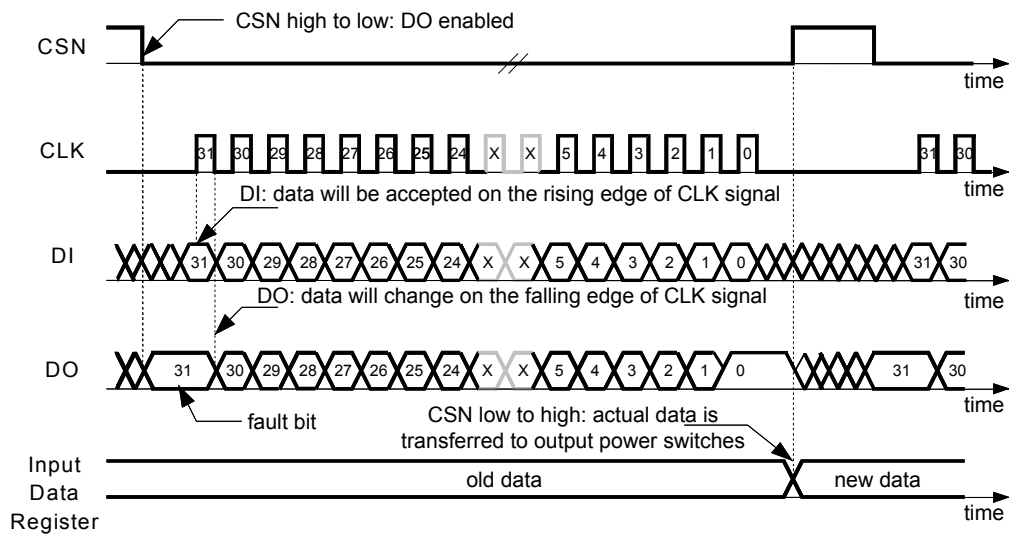 CSN high to low: DO enabled
CSN
time
CLK
31 30 29 28 27 26 25 24 X X 5 4 3 2 1 0 31 30
time
DI: data will be accepted on the rising edge of CLK signal
DI
31 30 29 28 27 26 25 24 X X 5 4 3 2 1 0 31 30
time
DO: data will change on the falling edge of CLK signal
DO
31 30 29 28 27 26 25 24 X X 5 4 3 2 1 0 31 30
time
fault bit
CSN low to high: actual data is
transferred to output power switches
Input
Data
Register
old data
new data
time